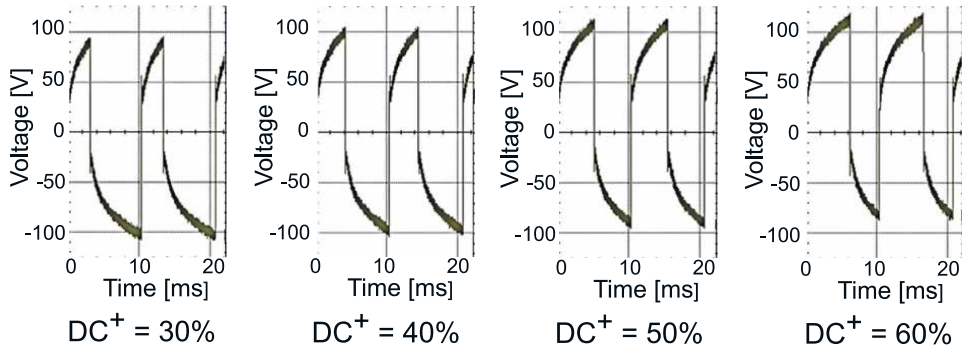 Voltage [V]
100
50
0
-50
-100
0
10
20
Time [ms]
DC+ = 30%
Voltage [V]
100
50
0
-50
-100
0
10
20
Time [ms]
DC+ = 40%
Voltage [V]
100
50
0
-50
-100
0
10
20
Time [ms]
DC+ = 50%
Voltage [V]
100
50
0
-50
-100
0
10
20
Time [ms]
DC+ = 60%